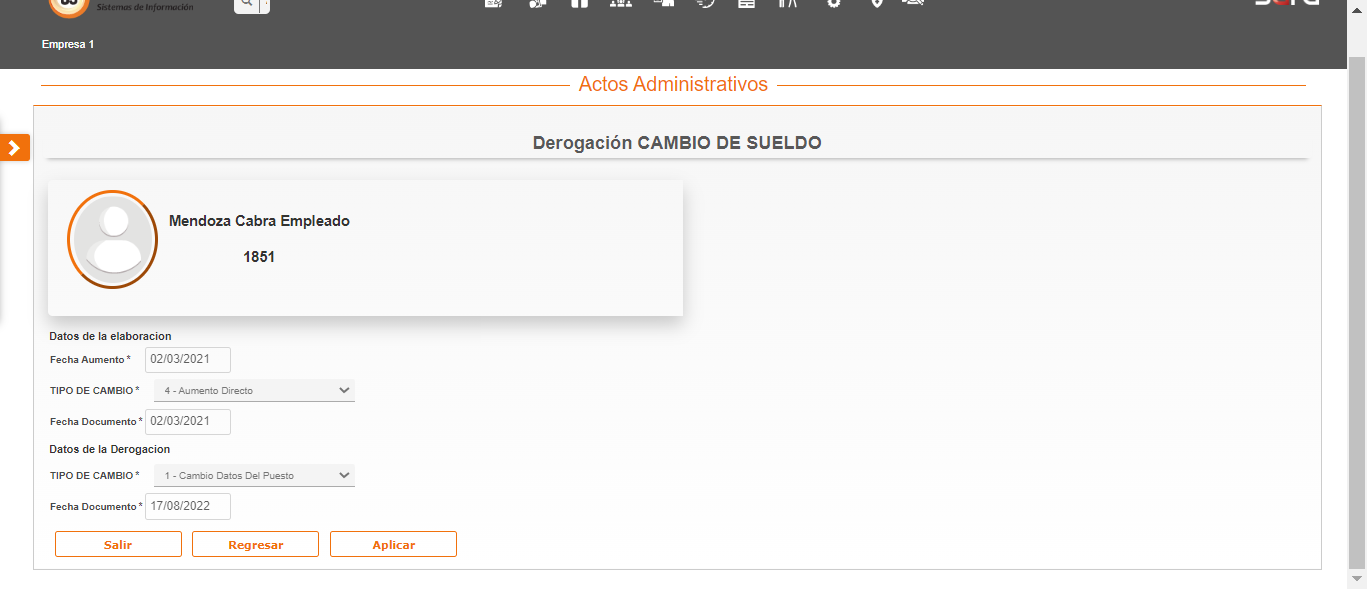 Sistemas de Información
Empresa 1
Actos Administrativos
Derogación CAMBIO DE SUELDO
Mendoza Cabra Empleado
1851
Datos de la elaboracion
Fecha Aumento * 02/03/2021
TIPO DE CAMBIO * 4 - Aumento Directo
Fecha Documento * 02/03/2021
Datos de la Derogacion
TIPO DE CAMBIO * 1 - Cambio Datos Del Puesto
Fecha Documento * 17/08/2022
Salir Regresar Aplicar